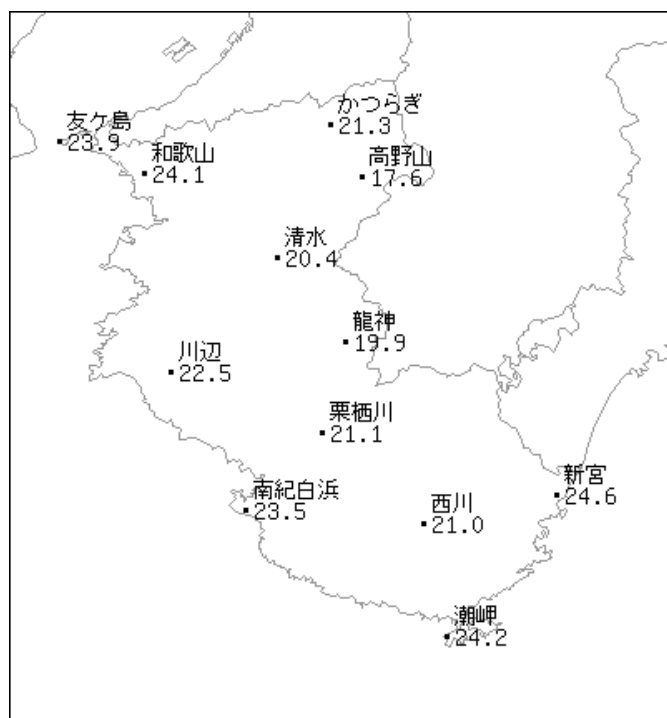 かつらぎ
21.3
友ケ島
23.9
和歌山
24.1
高野山
17.6
清水
20.4
龍神
19.9
川辺
22.5
栗栖川
21.1
新宮
24.6
南紀白浜
23.5
西川
21.0
潮岬
24.2